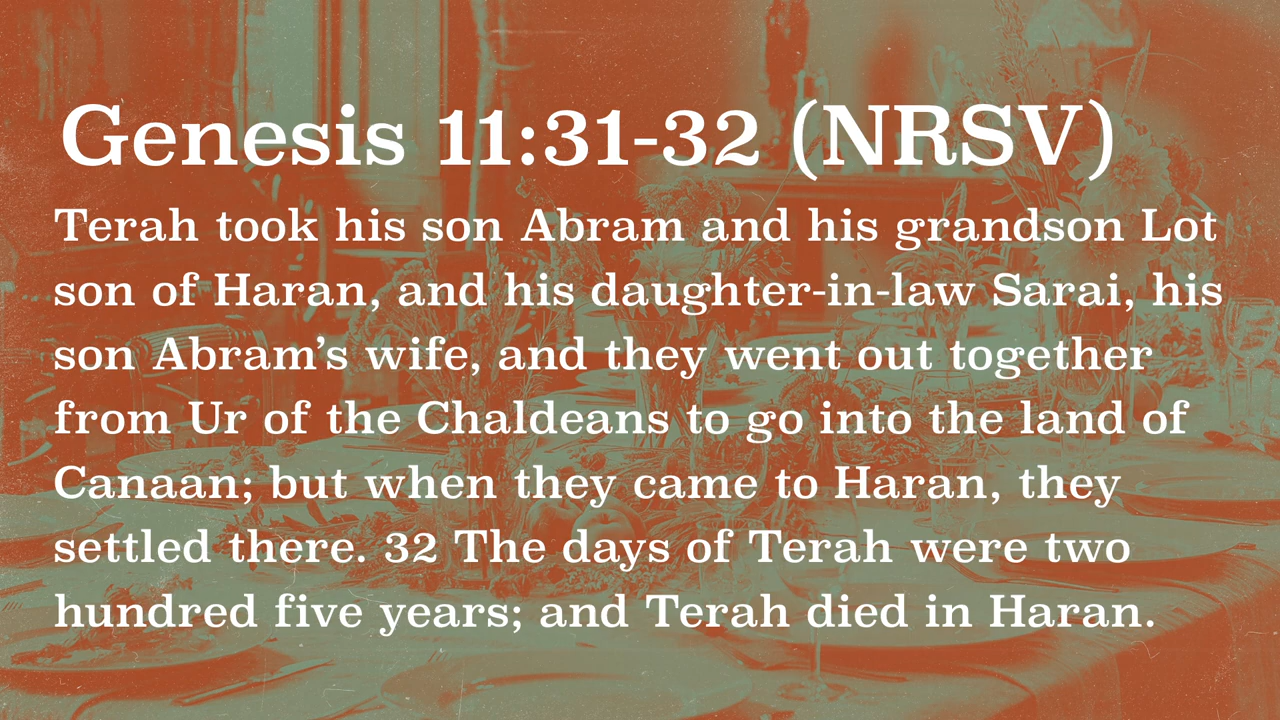 Genesis 11:31-32 (NRSV)
Terah took his son Abram and his grandson Lot
son of Haran, and his daughter-in-law Sarai, his
son Abram’s wife, and they went out together
from Ur of the Chaldeans to go into the land of
Canaan; but when they came to Haran, they
settled there. 32 The days of Terah were two
hundred five years; and Terah died in Haran.